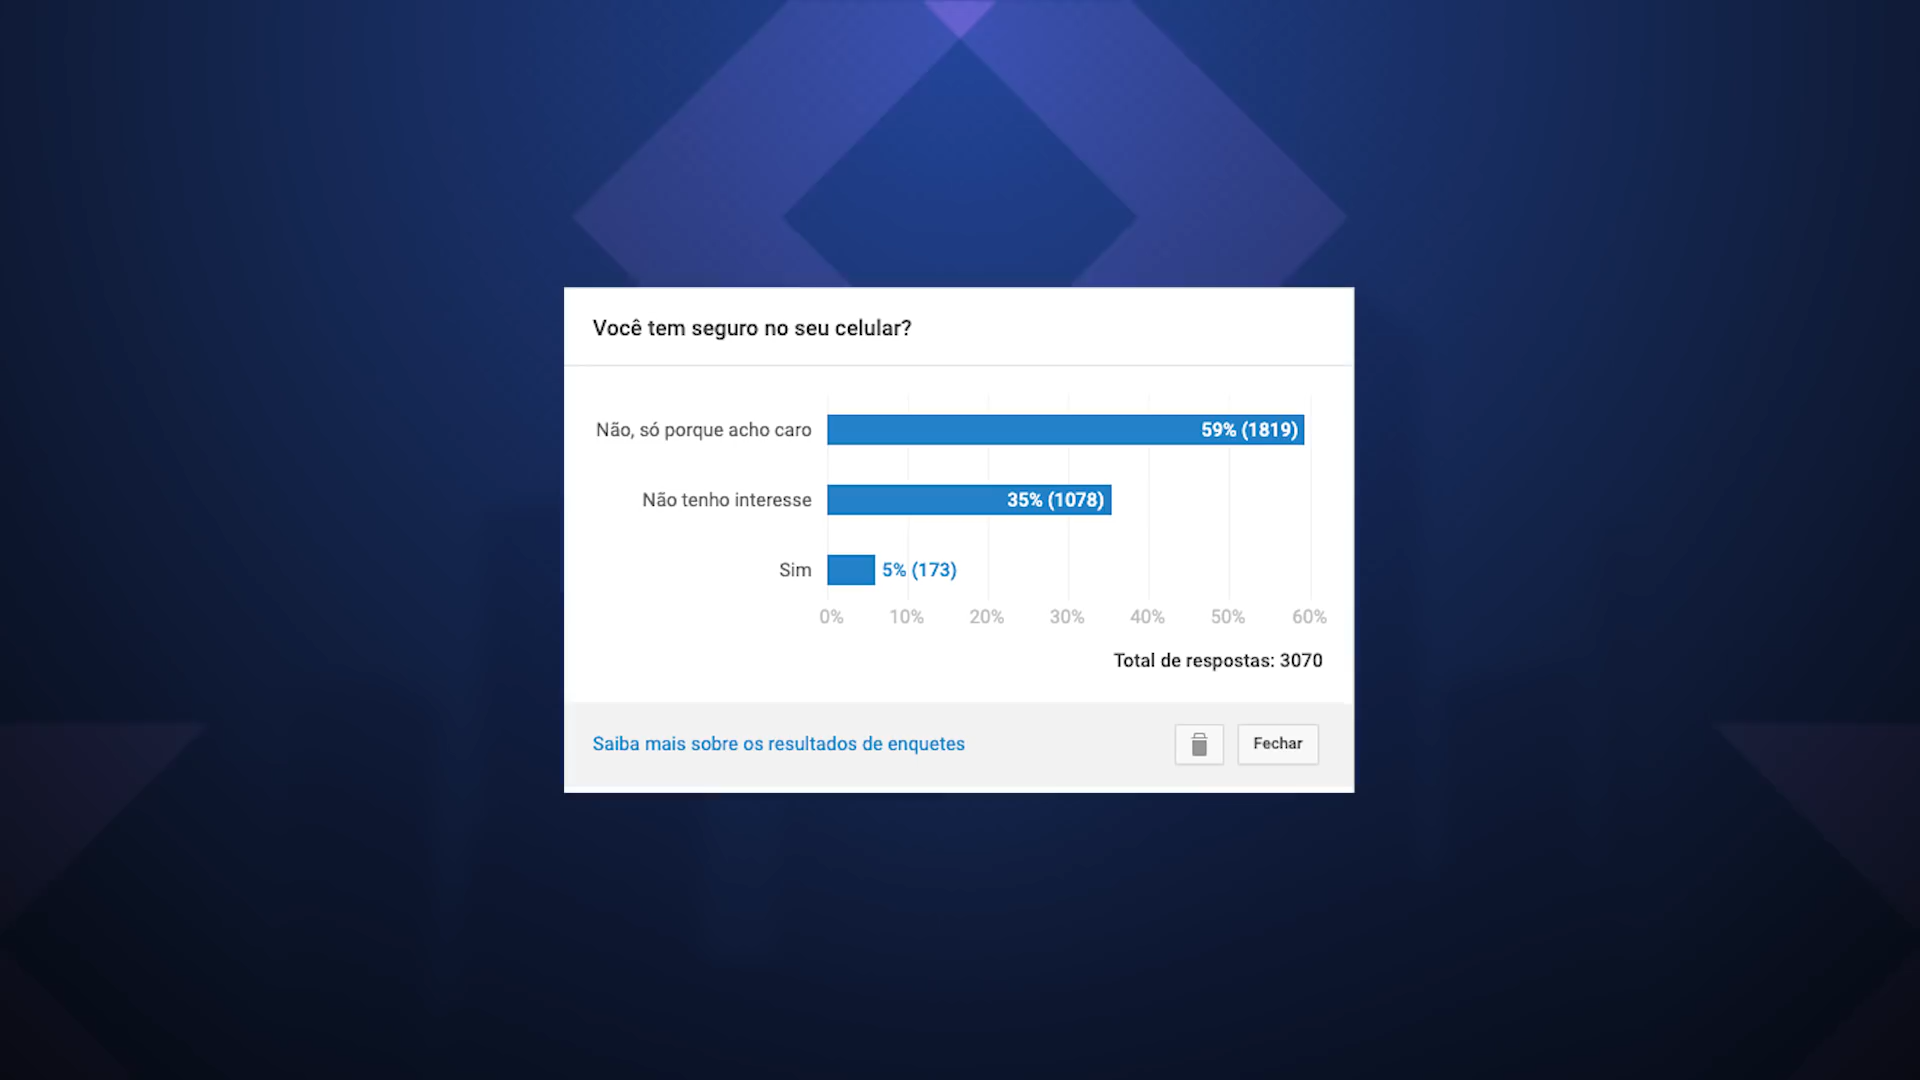 Você tem seguro no seu celular?
Não, só porque acho caro 59% (1819)
Não tenho interesse 35% (1078)
Sim 5% (173)
0% 10% 20% 30% 40% 50% 60%
Total de respostas: 3070
Saiba mais sobre os resultados de enquetes Fechar